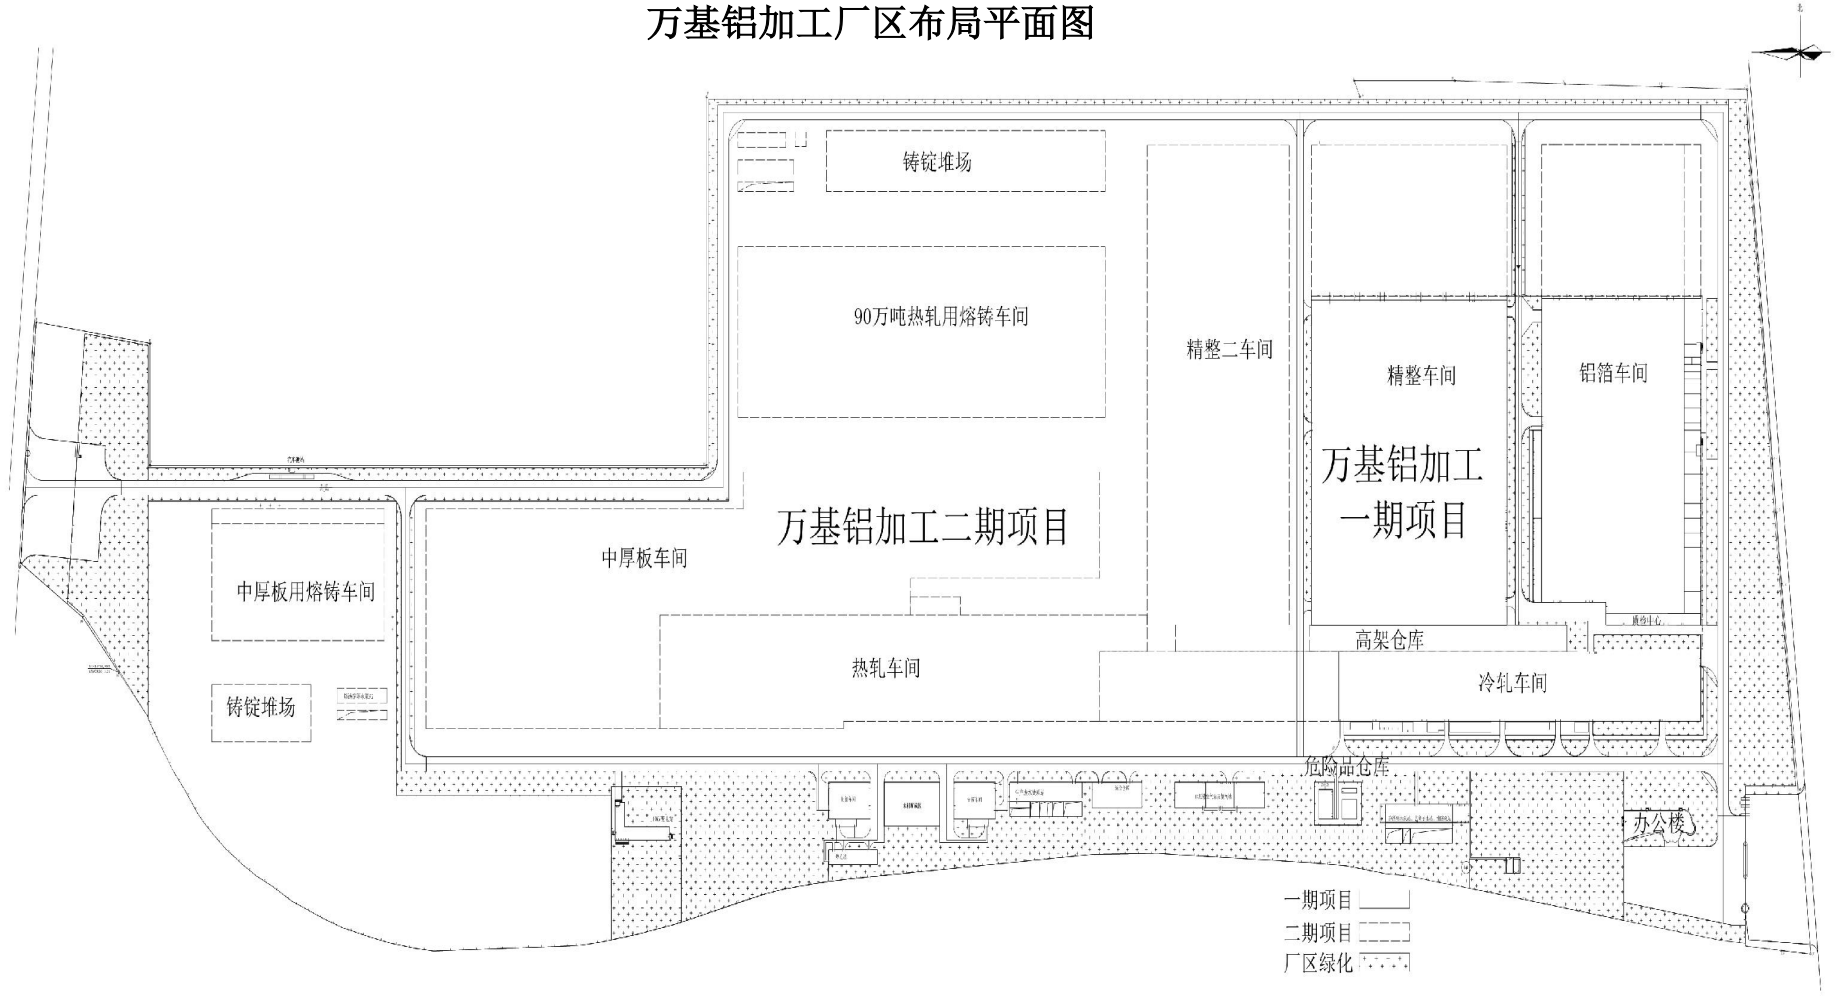 万基铝加工厂区布局平面图
北
铸锭堆场
90万吨热轧用熔铸车间
精整二车间
精整车间
铝箔车间
万基铝加工
一期项目
万基铝加工二期项目
中厚板车间
中厚板用熔铸车间
质检中心
高架仓库
热轧车间
冷轧车间
铸锭堆场
危险品仓库
办公楼
一期项目
二期项目
厂区绿化